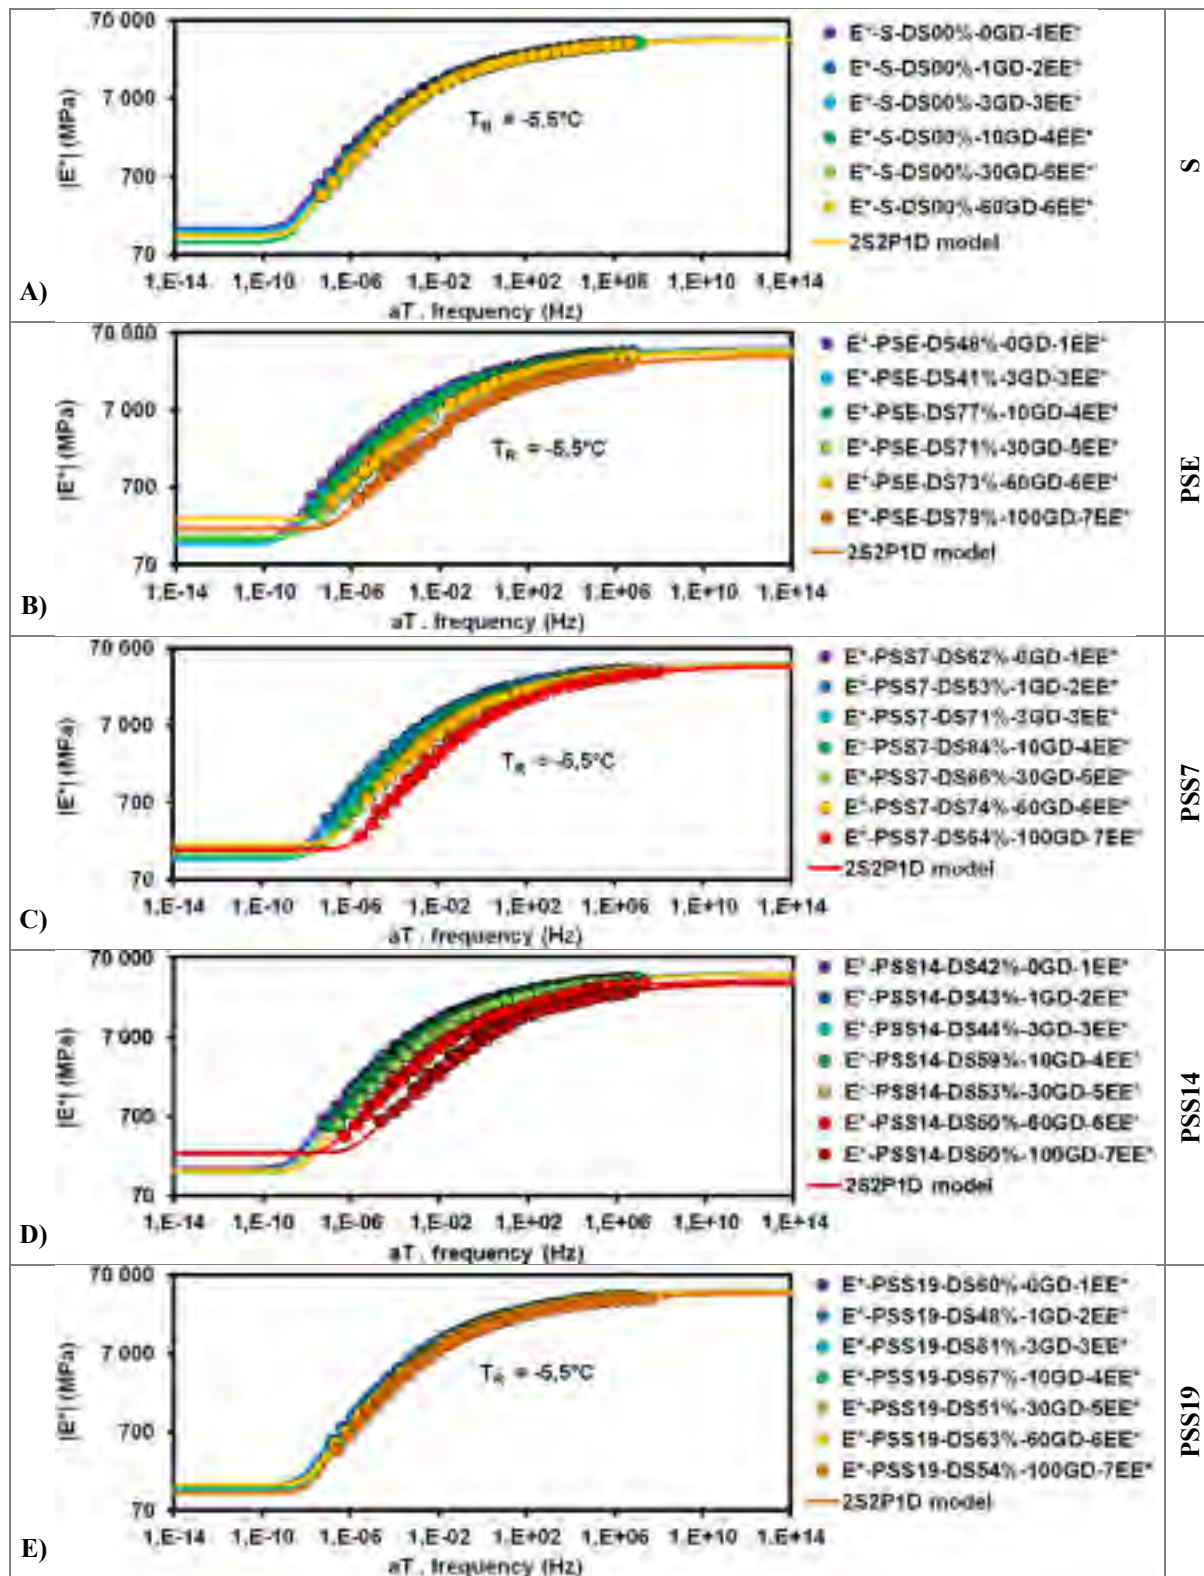 70 000
7 000
700
70
|E*| (MPa)
T_R = -5,5°C
1,E-14 1,E-10 1,E-06 1,E-02 1,E+02 1,E+06 1,E+10 1,E+14
aT . frequency (Hz)
E*-S-DS00%-0GD-1EE*
E*-S-DS00%-1GD-2EE*
E*-S-DS00%-3GD-3EE*
E*-S-DS00%-10GD-4EE*
E*-S-DS00%-30GD-5EE*
E*-S-DS00%-60GD-6EE*
2S2P1D model
A)
S
70 000
7 000
700
70
|E*| (MPa)
T_R = -5,5°C
1,E-14 1,E-10 1,E-06 1,E-02 1,E+02 1,E+06 1,E+10 1,E+14
aT . frequency (Hz)
E*-PSE-DS48%-0GD-1EE*
E*-PSE-DS41%-3GD-3EE*
E*-PSE-DS77%-10GD-4EE*
E*-PSE-DS71%-30GD-5EE*
E*-PSE-DS73%-60GD-6EE*
E*-PSE-DS79%-100GD-7EE*
2S2P1D model
B)
PSE
70 000
7 000
700
70
|E*| (MPa)
T_R = -5,5°C
1,E-14 1,E-10 1,E-06 1,E-02 1,E+02 1,E+06 1,E+10 1,E+14
aT . frequency (Hz)
E*-PSS7-DS62%-0GD-1EE*
E*-PSS7-DS53%-1GD-2EE*
E*-PSS7-DS71%-3GD-3EE*
E*-PSS7-DS84%-10GD-4EE*
E*-PSS7-DS66%-30GD-5EE*
E*-PSS7-DS74%-60GD-6EE*
E*-PSS7-DS64%-100GD-7EE*
2S2P1D model
C)
PSS7
70 000
7 000
700
70
|E*| (MPa)
1,E-14 1,E-10 1,E-06 1,E-02 1,E+02 1,E+06 1,E+10 1,E+14
aT . frequency (Hz)
E*-PSS14-DS42%-0GD-1EE*
E*-PSS14-DS43%-1GD-2EE*
E*-PSS14-DS44%-3GD-3EE*
E*-PSS14-DS59%-10GD-4EE*
E*-PSS14-DS53%-30GD-5EE*
E*-PSS14-DS50%-60GD-6EE*
E*-PSS14-DS50%-100GD-7EE*
2S2P1D model
D)
PSS14
70 000
7 000
700
70
|E*| (MPa)
T_R = -5,5°C
1,E-14 1,E-10 1,E-06 1,E-02 1,E+02 1,E+06 1,E+10 1,E+14
aT . frequency (Hz)
E*-PSS19-DS60%-0GD-1EE*
E*-PSS19-DS48%-1GD-2EE*
E*-PSS19-DS81%-3GD-3EE*
E*-PSS19-DS67%-10GD-4EE*
E*-PSS19-DS51%-30GD-5EE*
E*-PSS19-DS63%-60GD-6EE*
E*-PSS19-DS54%-100GD-7EE*
2S2P1D model
E)
PSS19